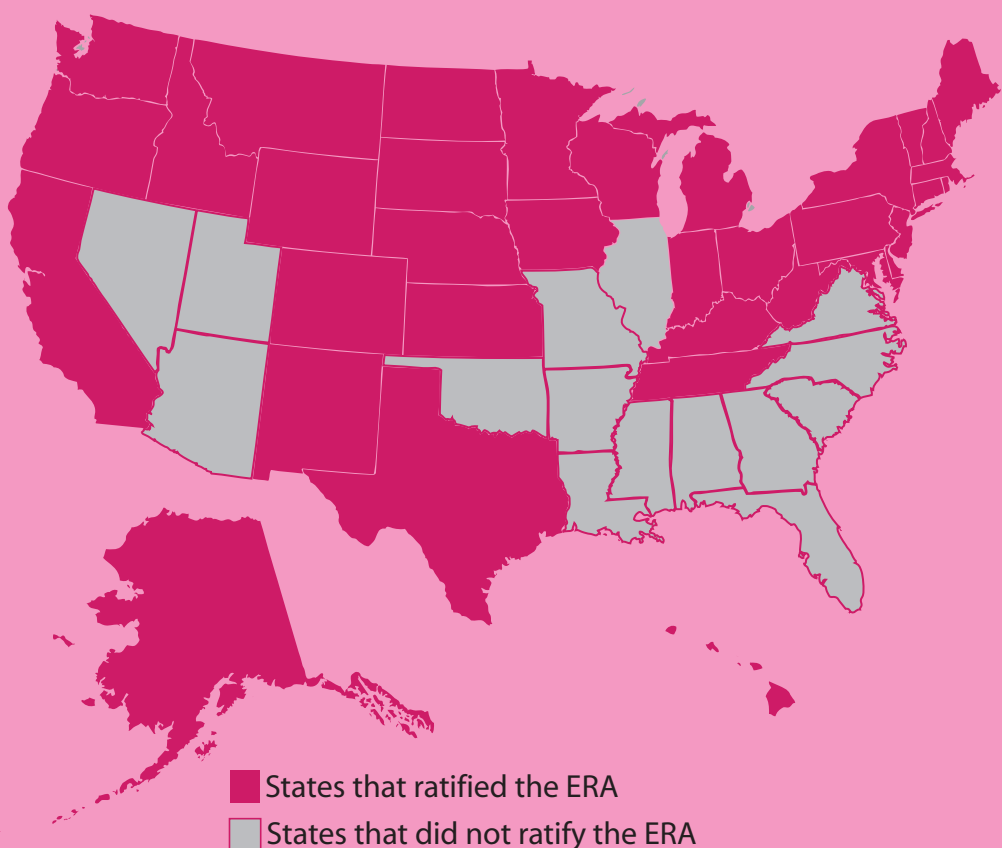 States that ratified the ERA
States that did not ratify the ERA